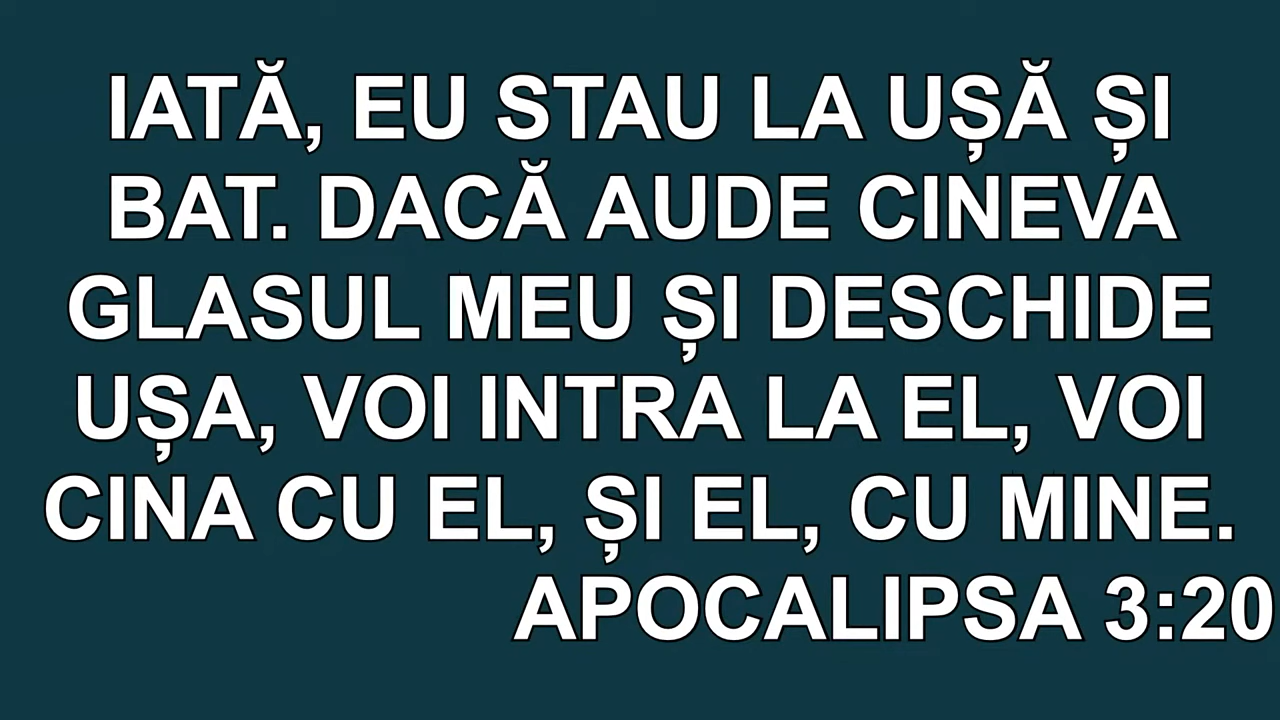 IATĂ, EU STAU LA UȘĂ ȘI
BAT. DACĂ AUDE CINEVA
GLASUL MEU ȘI DESCHIDE
UȘA, VOI INTRA LA EL, VOI
CINA CU EL, ȘI EL, CU MINE.
APOCALIPSA 3:20